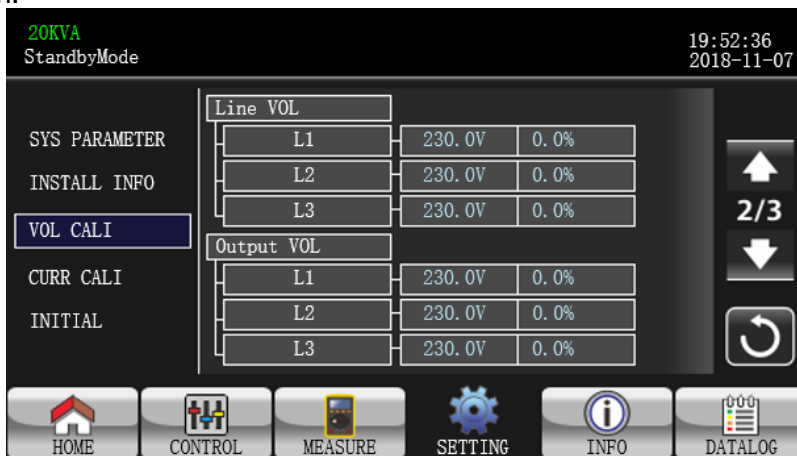 20KVA
StandbyMode
19:52:36
2018-11-07
SYS PARAMETER
INSTALL INFO
VOL CALI
CURR CALI
INITIAL
Line VOL
L1 230.0V 0.0%
L2 230.0V 0.0%
L3 230.0V 0.0%
Output VOL
L1 230.0V 0.0%
L2 230.0V 0.0%
L3 230.0V 0.0%
2/3
HOME CONTROL MEASURE SETTING INFO DATALOG